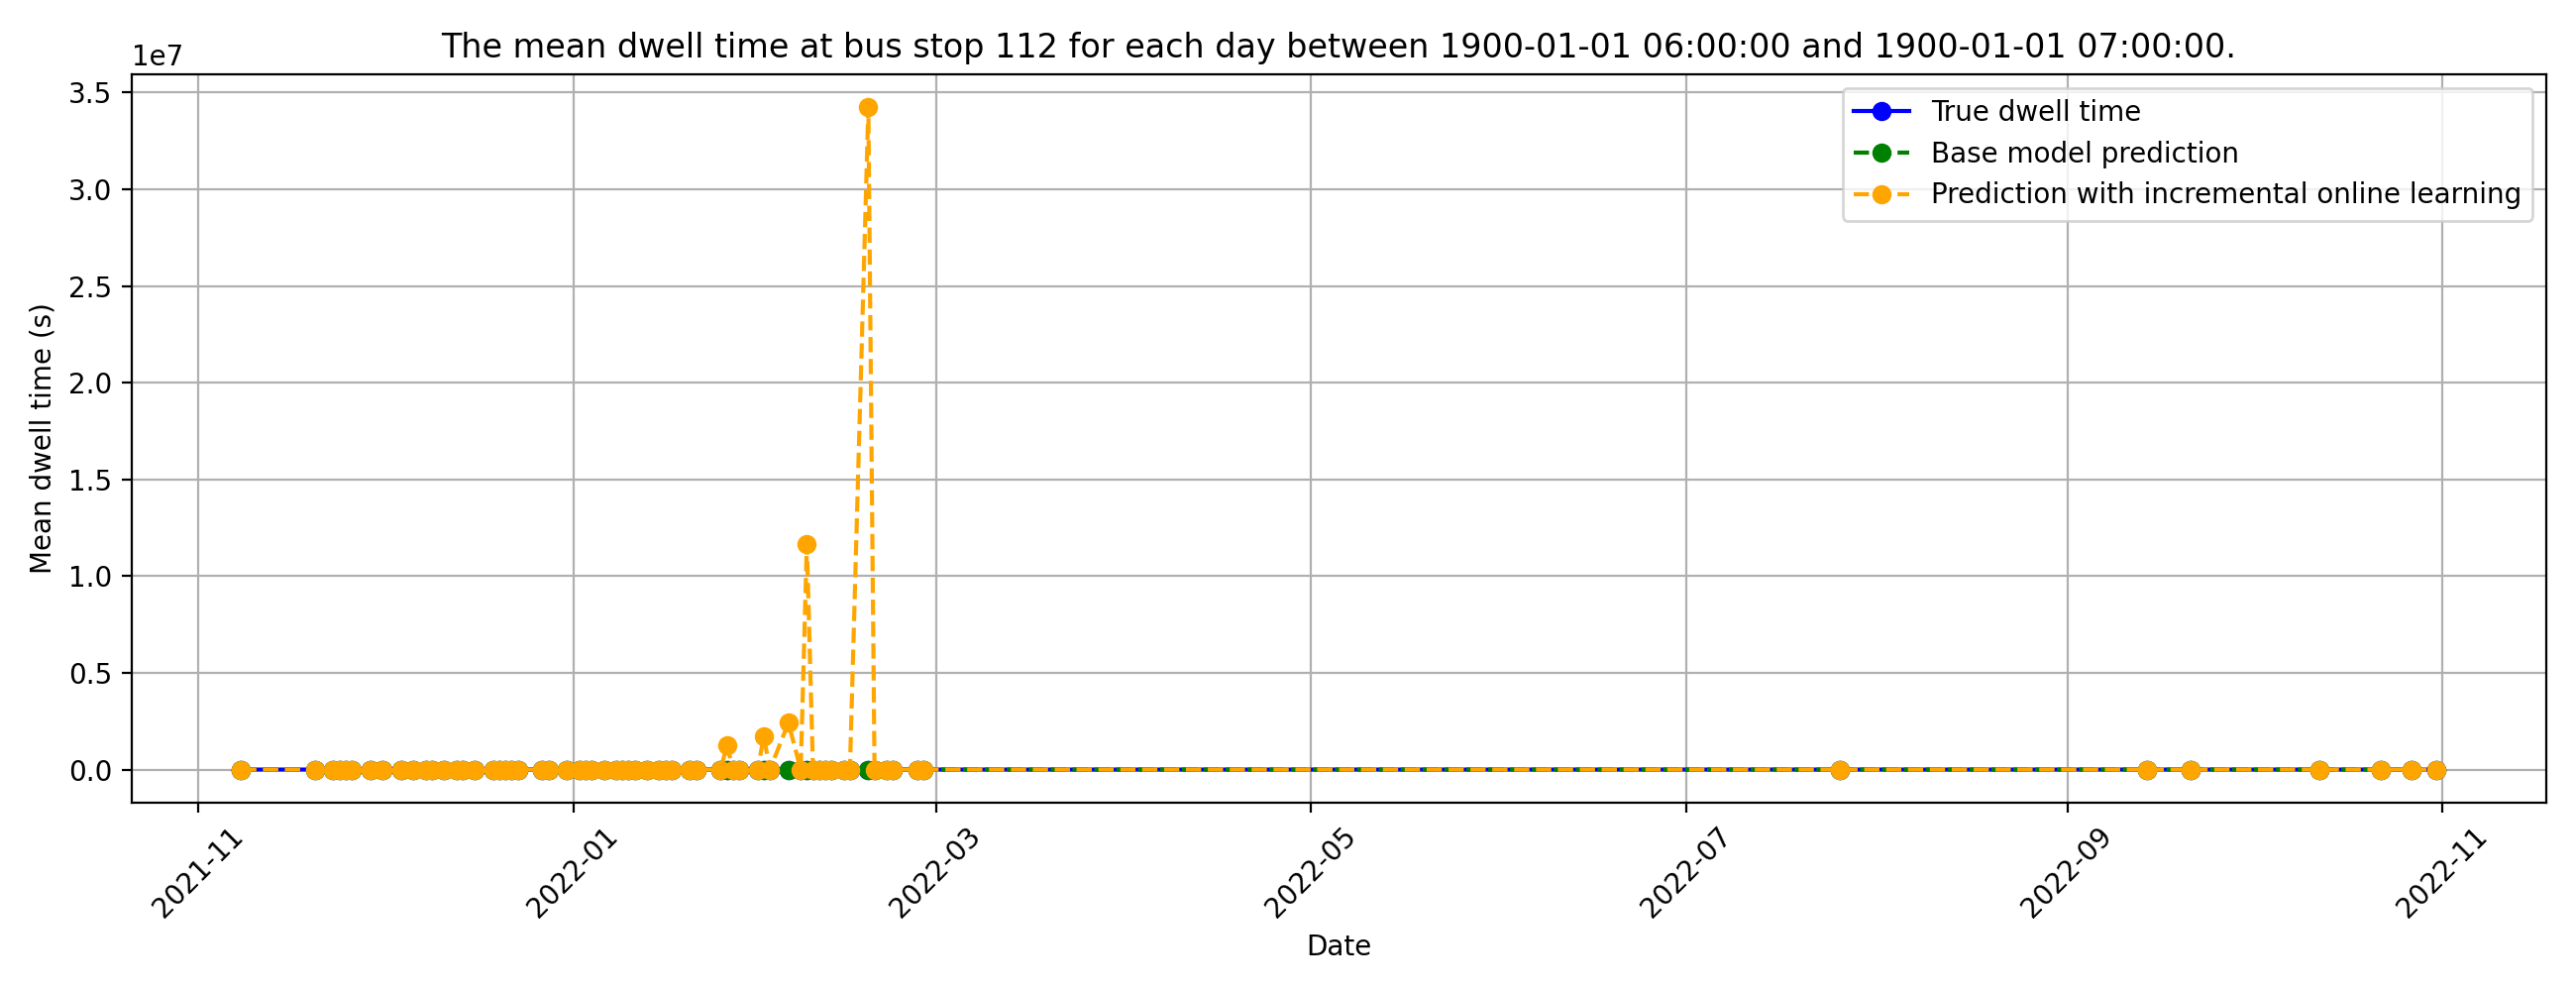 The mean dwell time at bus stop 112 for each day between 1900-01-01 06:00:00 and 1900-01-01 07:00:00.
1e7
3.5
3.0
2.5
2.0
1.5
1.0
0.5
0.0
Mean dwell time (s)
True dwell time
Base model prediction
Prediction with incremental online learning
2021-11
2022-01
2022-03
2022-05
2022-07
2022-09
2022-11
Date